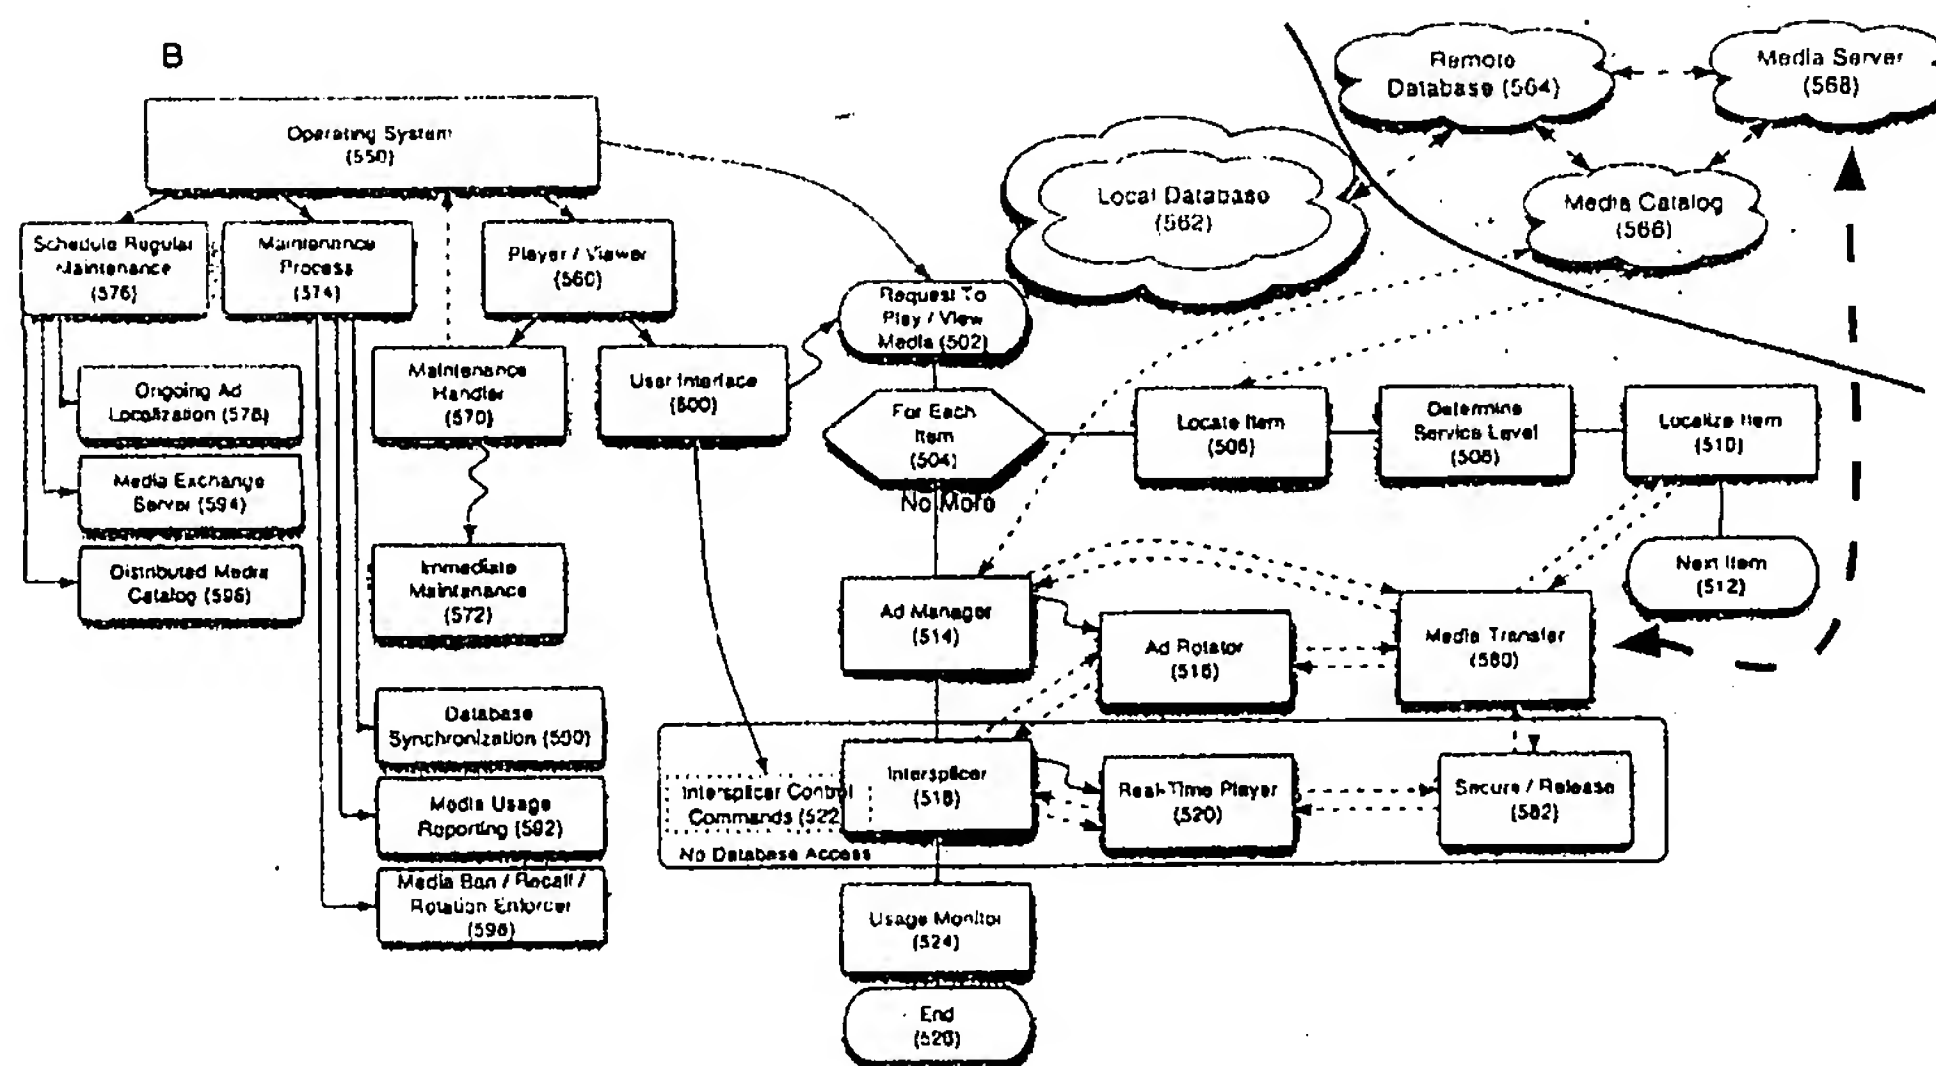 B
Operating System
(550)
Schedule Regular
Maintenance
(576)
Maintenance
Process
(574)
Player / Viewer
(560)
Ongoing Ad
Localization (578)
Media Exchange
Server (594)
Distributed Media
Catalog (596)
Maintenance
Handler
(570)
User Interface
(500)
Immediate
Maintenance
(572)
Database
Synchronization (590)
Media Usage
Reporting (592)
Media Ban / Recall /
Rotation Enforcer
(598)
Request To
Play / View
Media (502)
For Each
Item
(504)
No More
Local Database
(562)
Remote
Database (564)
Media Server
(568)
Media Catalog
(566)
Locate Item
(506)
Determine
Service Level
(508)
Localize Item
(510)
Next Item
(512)
Ad Manager
(514)
Ad Rotator
(516)
Media Transfer
(580)
Intersplicer Control
Commands (522
No Database Access
Intersplicer
(518)
Real-Time Player
(520)
Secure / Release
(582)
Usage Monitor
(524)
End
(526)